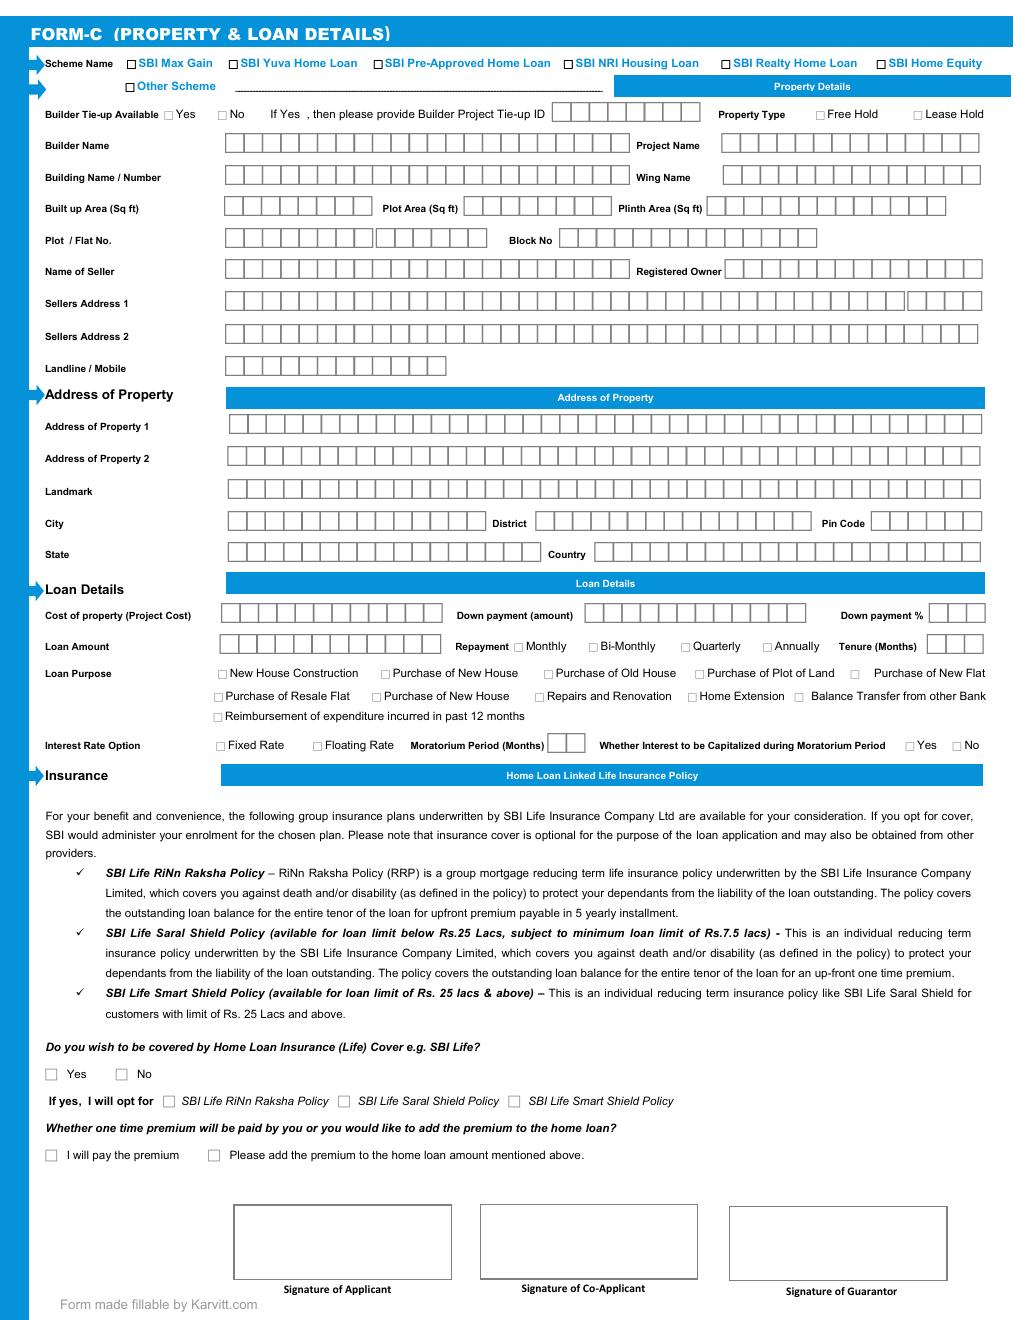 FORM-C (PROPERTY & LOAN DETAILS)
Scheme Name SBI Max Gain SBI Yuva Home Loan SBI Pre-Approved Home Loan SBI NRI Housing Loan SBI Realty Home Loan SBI Home Equity
Other Scheme Property Details
Builder Tie-up Available Yes No If Yes , then please provide Builder Project Tie-up ID Property Type Free Hold Lease Hold
Builder Name Project Name
Building Name / Number Wing Name
Built up Area (Sq ft) Plot Area (Sq ft) Plinth Area (Sq ft)
Plot / Flat No. Block No
Name of Seller Registered Owner
Sellers Address 1
Sellers Address 2
Landline / Mobile
Address of Property Address of Property
Address of Property 1
Address of Property 2
Landmark
City District Pin Code
State Country
Loan Details Loan Details
Cost of property (Project Cost) Down payment (amount) Down payment %
Loan Amount Repayment Monthly Bi-Monthly Quarterly Annually Tenure (Months)
Loan Purpose New House Construction Purchase of New House Purchase of Old House Purchase of Plot of Land Purchase of New Flat
Purchase of Resale Flat Purchase of New House Repairs and Renovation Home Extension Balance Transfer from other Bank
Reimbursement of expenditure incurred in past 12 months
Interest Rate Option Fixed Rate Floating Rate Moratorium Period (Months) Whether Interest to be Capitalized during Moratorium Period Yes No
Insurance Home Loan Linked Life Insurance Policy
For your benefit and convenience, the following group insurance plans underwritten by SBI Life Insurance Company Ltd are available for your consideration. If you opt for cover,
SBI would administer your enrolment for the chosen plan. Please note that insurance cover is optional for the purpose of the loan application and may also be obtained from other
providers.
✓ SBI Life RiNn Raksha Policy – RiNn Raksha Policy (RRP) is a group mortgage reducing term life insurance policy underwritten by the SBI Life Insurance Company
Limited, which covers you against death and/or disability (as defined in the policy) to protect your dependants from the liability of the loan outstanding. The policy covers
the outstanding loan balance for the entire tenor of the loan for upfront premium payable in 5 yearly installment.
✓ SBI Life Saral Shield Policy (avilable for loan limit below Rs.25 Lacs, subject to minimum loan limit of Rs.7.5 lacs) - This is an individual reducing term
insurance policy underwritten by the SBI Life Insurance Company Limited, which covers you against death and/or disability (as defined in the policy) to protect your
dependants from the liability of the loan outstanding. The policy covers the outstanding loan balance for the entire tenor of the loan for an up-front one time premium.
✓ SBI Life Smart Shield Policy (available for loan limit of Rs. 25 lacs & above) – This is an individual reducing term insurance policy like SBI Life Saral Shield for
customers with limit of Rs. 25 Lacs and above.
Do you wish to be covered by Home Loan Insurance (Life) Cover e.g. SBI Life?
Yes No
If yes, I will opt for SBI Life RiNn Raksha Policy SBI Life Saral Shield Policy SBI Life Smart Shield Policy
Whether one time premium will be paid by you or you would like to add the premium to the home loan?
I will pay the premium Please add the premium to the home loan amount mentioned above.
Signature of Applicant Signature of Co-Applicant Signature of Guarantor
Form made fillable by Karvitt.com